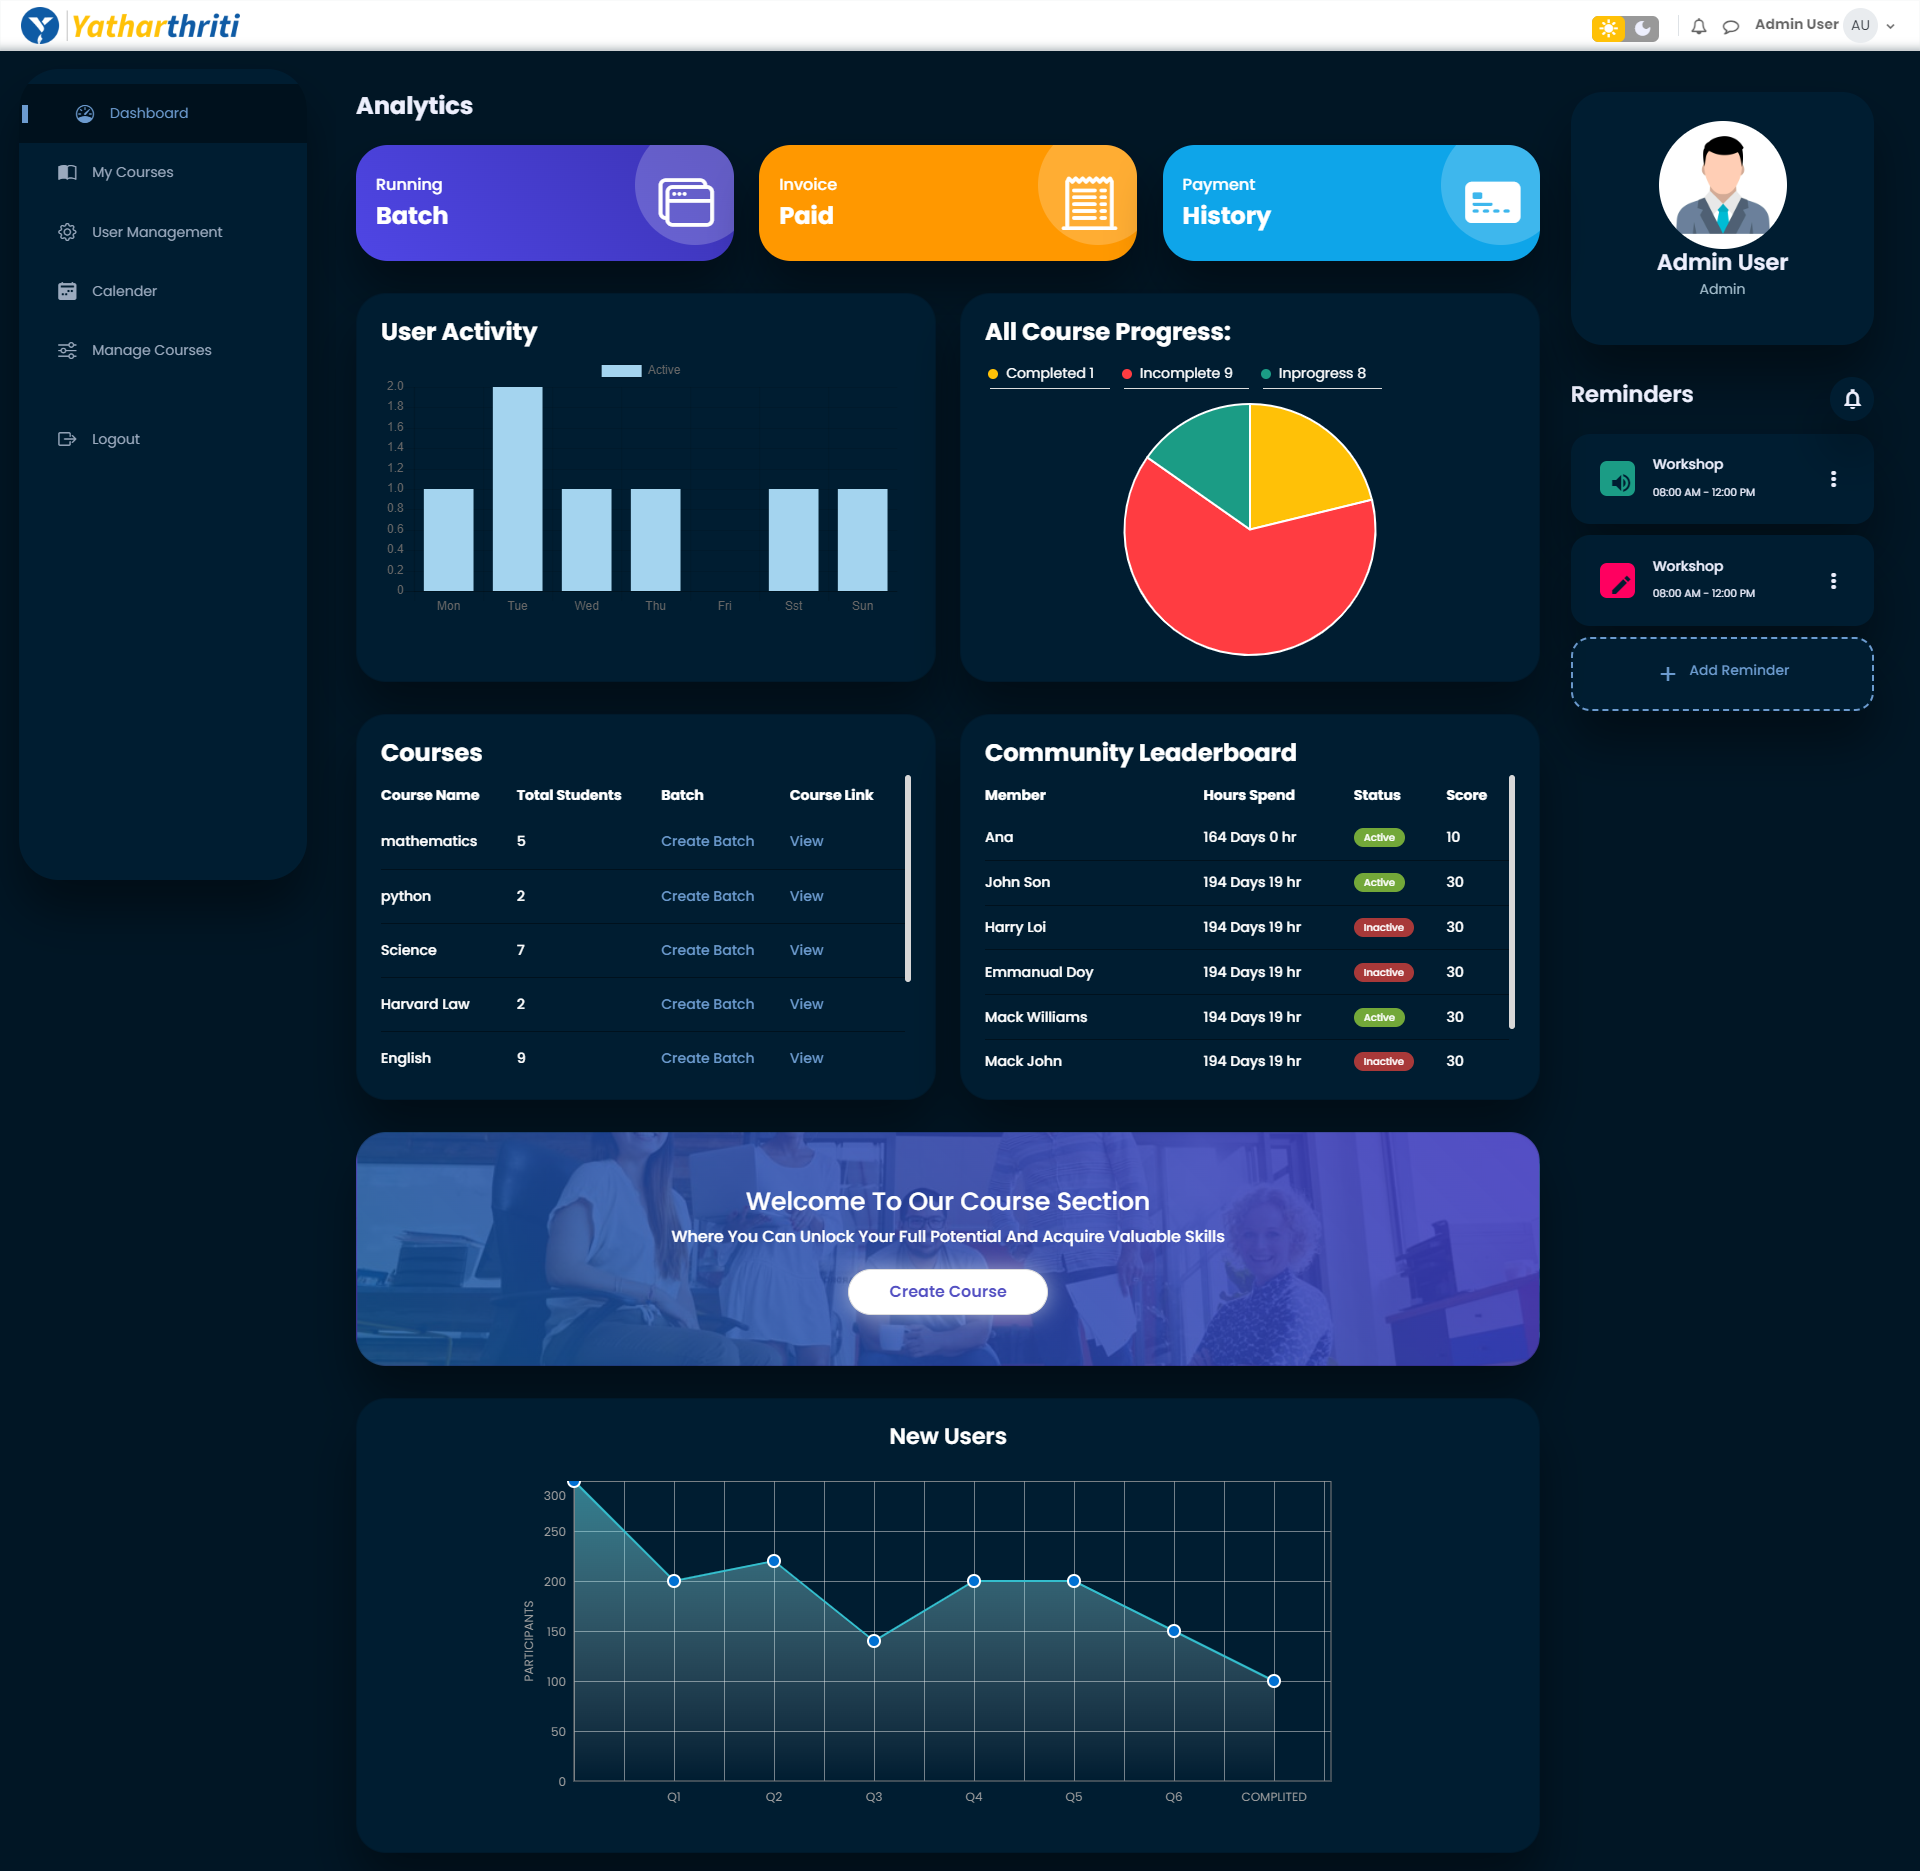 Yatharthriti
Admin User AU
Dashboard
My Courses
User Management
Calender
Manage Courses
Logout
Analytics
Running
Batch
Invoice
Paid
Payment
History
User Activity
Active
2.0
1.8
1.6
1.4
1.2
1.0
0.8
0.6
0.4
0.2
0
Mon Tue Wed Thu Fri Sst Sun
All Course Progress:
Completed 1 Incomplete 9 Inprogress 8
Admin User
Admin
Reminders
Workshop
08:00 AM - 12:00 PM
Workshop
08:00 AM - 12:00 PM
+ Add Reminder
Courses
Course Name Total Students Batch Course Link
mathematics 5 Create Batch View
python 2 Create Batch View
Science 7 Create Batch View
Harvard Law 2 Create Batch View
English 9 Create Batch View
Community Leaderboard
Member Hours Spend Status Score
Ana 164 Days 0 hr Active 10
John Son 194 Days 19 hr Active 30
Harry Loi 194 Days 19 hr Inactive 30
Emmanual Doy 194 Days 19 hr Inactive 30
Mack Williams 194 Days 19 hr Active 30
Mack John 194 Days 19 hr Inactive 30
Welcome To Our Course Section
Where You Can Unlock Your Full Potential And Acquire Valuable Skills
Create Course
New Users
PARTICIPANTS
300
250
200
150
100
50
0
Q1 Q2 Q3 Q4 Q5 Q6 COMPLITED